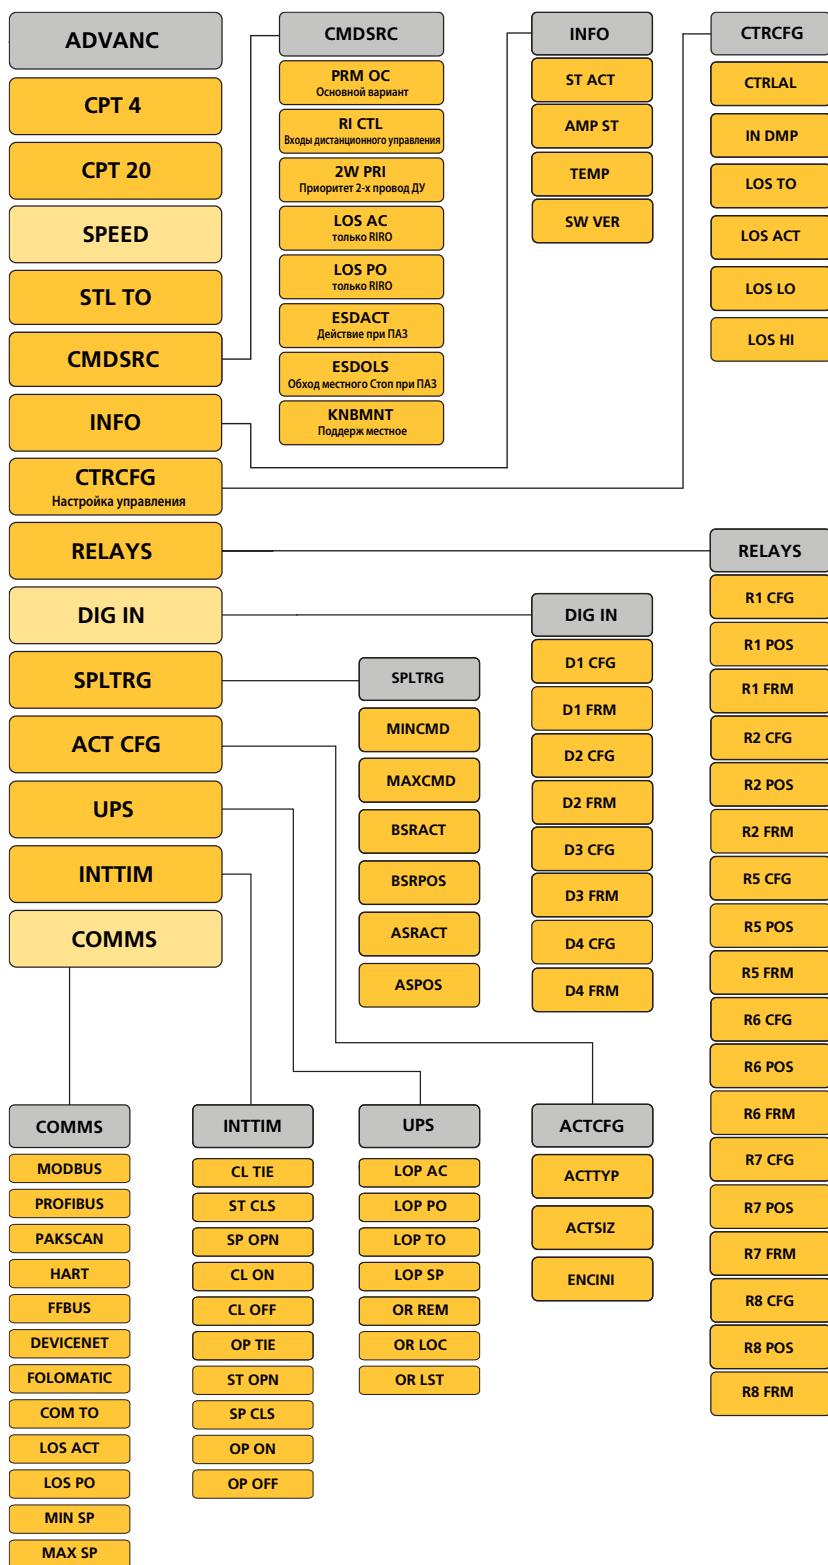 ADVANC
CPT 4
CPT 20
SPEED
STL TO
CMDSRC
INFO
CTRCFG
Настройка управления
RELAYS
DIG IN
SPLTRG
ACT CFG
UPS
INTTIM
COMMS
CMDSRC
PRM OC
Основной вариант
RI CTL
Входы дистанционного управления
2W PRI
Приоритет 2-х провод ДУ
LOS AC
только RIRO
LOS PO
только RIRO
ESDACT
Действие при ПАЗ
ESDOLS
Обход местного Стоп при ПАЗ
KNBMNT
Поддерж местное
INFO
ST ACT
AMP ST
TEMP
SW VER
CTRCFG
CTRLAL
IN DMP
LOS TO
LOS ACT
LOS LO
LOS HI
RELAYS
R1 CFG
R1 POS
R1 FRM
R2 CFG
R2 POS
R2 FRM
R5 CFG
R5 POS
R5 FRM
R6 CFG
R6 POS
R6 FRM
R7 CFG
R7 POS
R7 FRM
R8 CFG
R8 POS
R8 FRM
DIG IN
D1 CFG
D1 FRM
D2 CFG
D2 FRM
D3 CFG
D3 FRM
D4 CFG
D4 FRM
SPLTRG
MINCMD
MAXCMD
BSRACT
BSRPOS
ASRACT
ASPOS
COMMS
MODBUS
PROFIBUS
PAKSCAN
HART
FFBUS
DEVICENET
FOLOMATIC
COM TO
LOS ACT
LOS PO
MIN SP
MAX SP
INTTIM
CL TIE
ST CLS
SP OPN
CL ON
CL OFF
OP TIE
ST OPN
SP CLS
OP ON
OP OFF
UPS
LOP AC
LOP PO
LOP TO
LOP SP
OR REM
OR LOC
OR LST
ACTCFG
ACTTYP
ACTSIZ
ENCINI